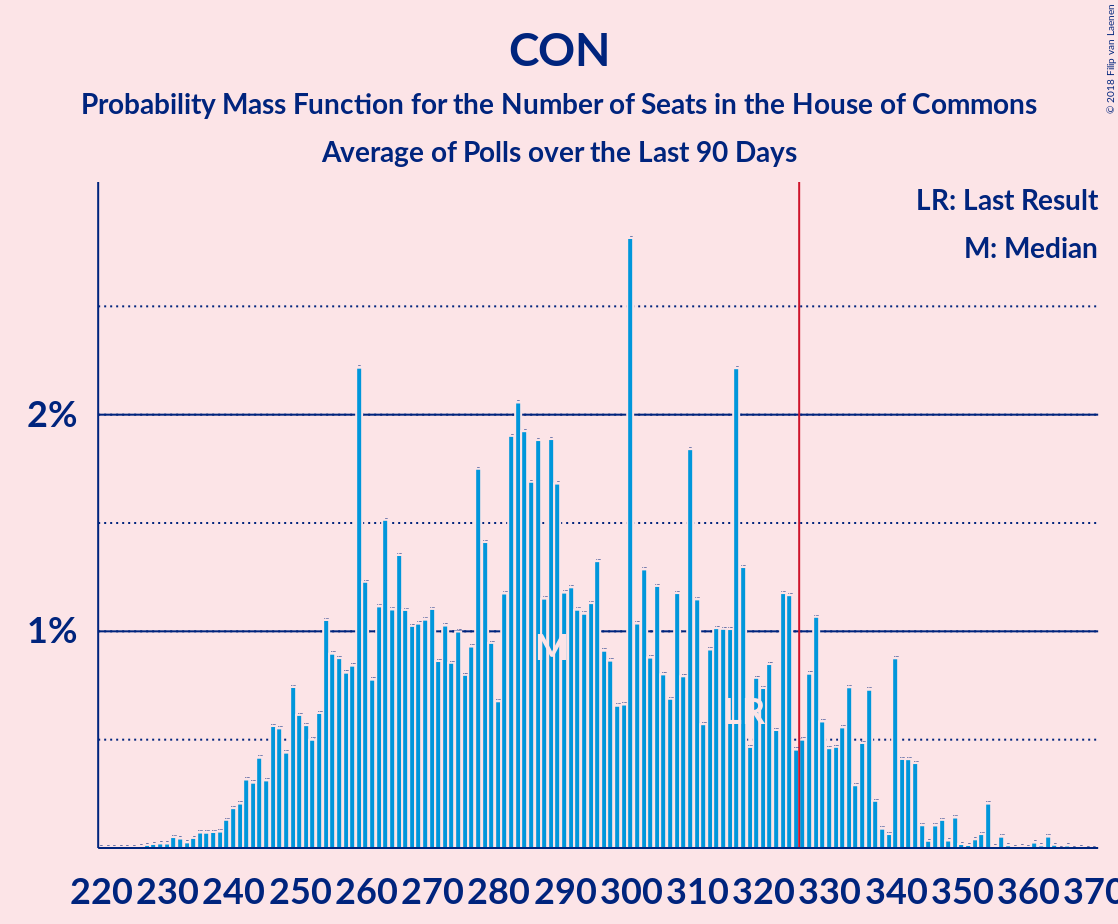 CON
Probability Mass Function for the Number of Seats in the House of Commons
Average of Polls over the Last 90 Days
© 2018 Filip van Laenen
LR: Last Result
M: Median
2%
1%
M
LR
220 230 240 250 260 270 280 290 300 310 320 330 340 350 360 370